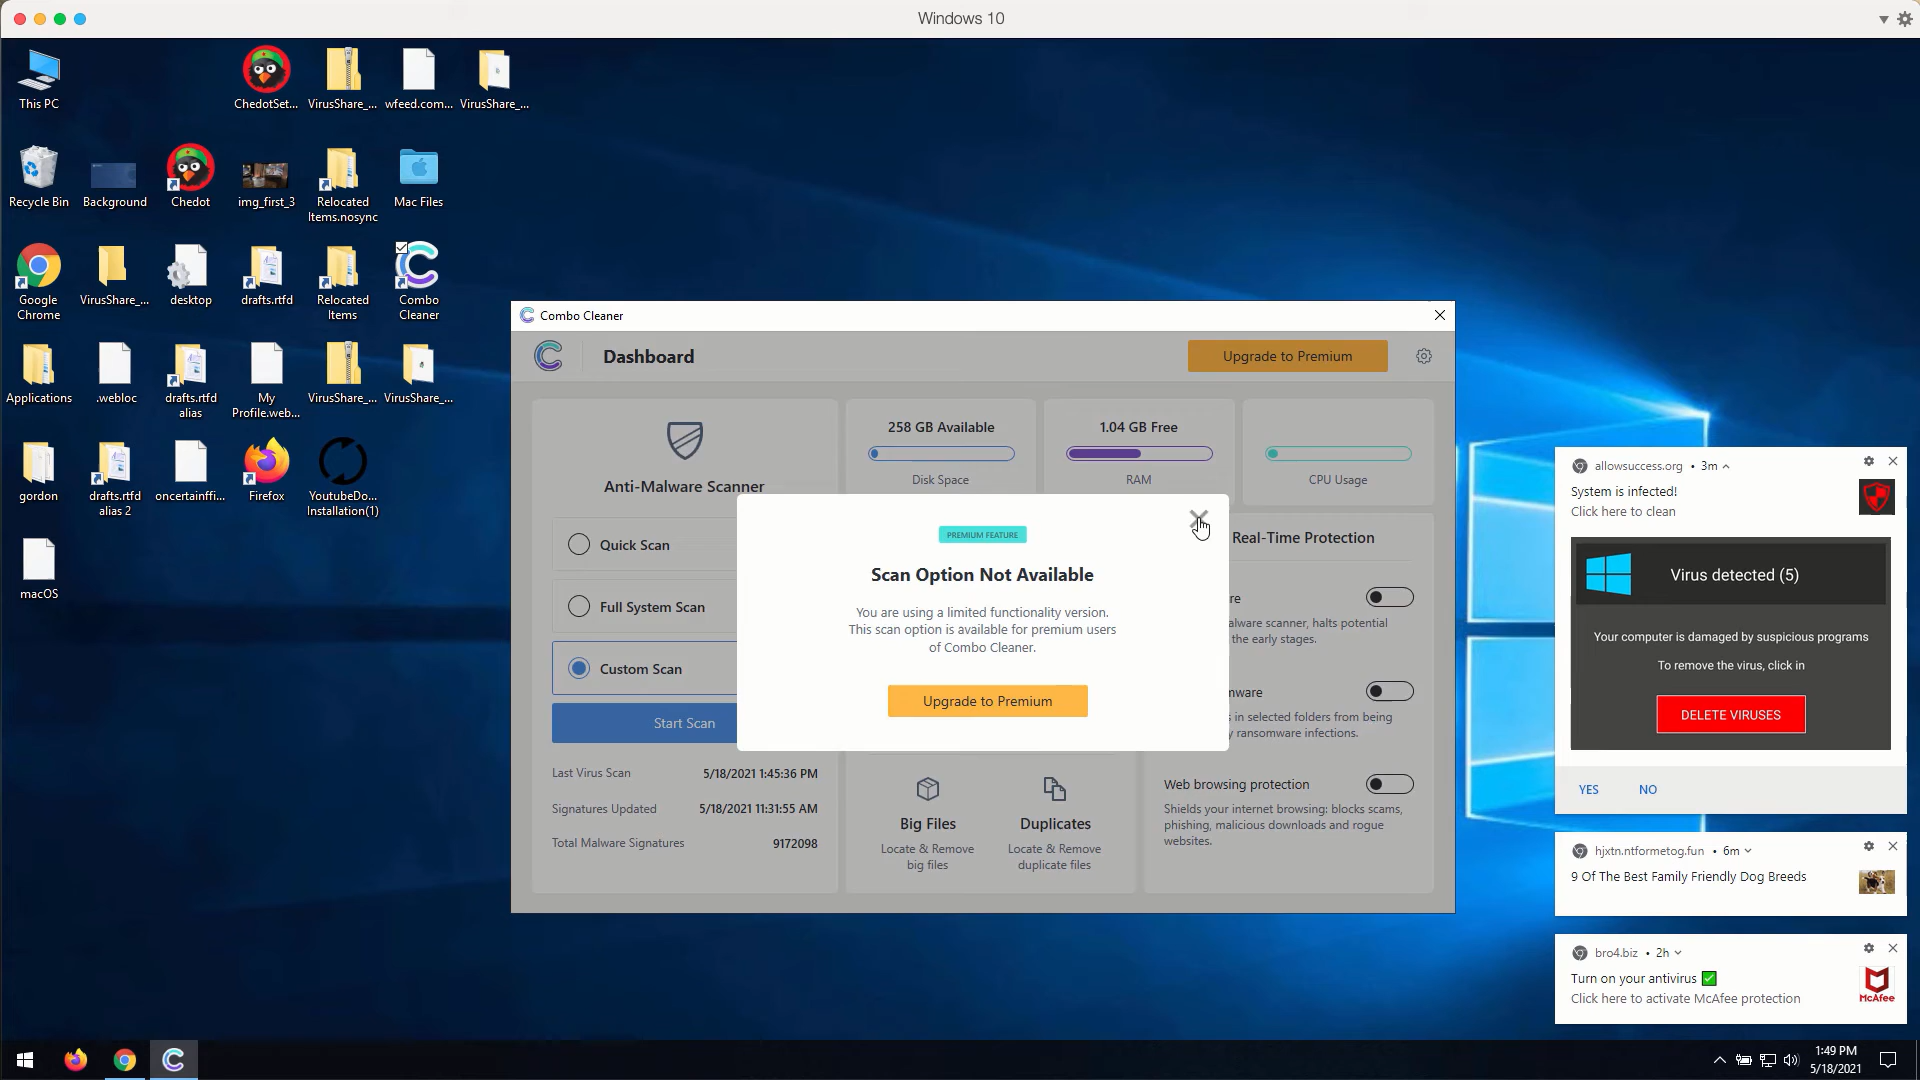 Windows 10
This PC
ChedotSet...
VirusShare_...
wfeed.com...
VirusShare_...
Recycle Bin
Background
Chedot
img_first_3
Relocated
Items.nosync
Mac Files
Google
Chrome
VirusShare_...
desktop
drafts.rtfd
Relocated
Items
Combo
Cleaner
Applications
.webloc
drafts.rtfd
alias
My
Profile.web...
VirusShare_...
VirusShare_...
gordon
drafts.rtfd
alias 2
oncertainffi...
Firefox
YoutubeDo...
Installation(1)
macOS
Combo Cleaner
Dashboard
Upgrade to Premium
Anti-Malware Scanner
Quick Scan
Full System Scan
Custom Scan
Start Scan
Last Virus Scan 5/18/2021 1:45:36 PM
Signatures Updated 5/18/2021 11:31:55 AM
Total Malware Signatures 9172098
258 GB Available
Disk Space
1.04 GB Free
RAM
CPU Usage
PREMIUM FEATURE
Scan Option Not Available
You are using a limited functionality version.
This scan option is available for premium users
of Combo Cleaner.
Upgrade to Premium
Big Files
Locate & Remove
big files
Duplicates
Locate & Remove
duplicate files
Real-Time Protection
re
alware scanner, halts potential
the early stages.
mware
s in selected folders from being
y ransomware infections.
Web browsing protection
Shields your internet browsing: blocks scams,
phishing, malicious downloads and rogue
websites.
allowsuccess.org • 3m
System is infected!
Click here to clean
Virus detected (5)
Your computer is damaged by suspicious programs
To remove the virus, click in
DELETE VIRUSES
YES NO
hjxtn.ntformetog.fun • 6m
9 Of The Best Family Friendly Dog Breeds
bro4.biz • 2h
Turn on your antivirus ✅
Click here to activate McAfee protection
McAfee
1:49 PM
5/18/2021